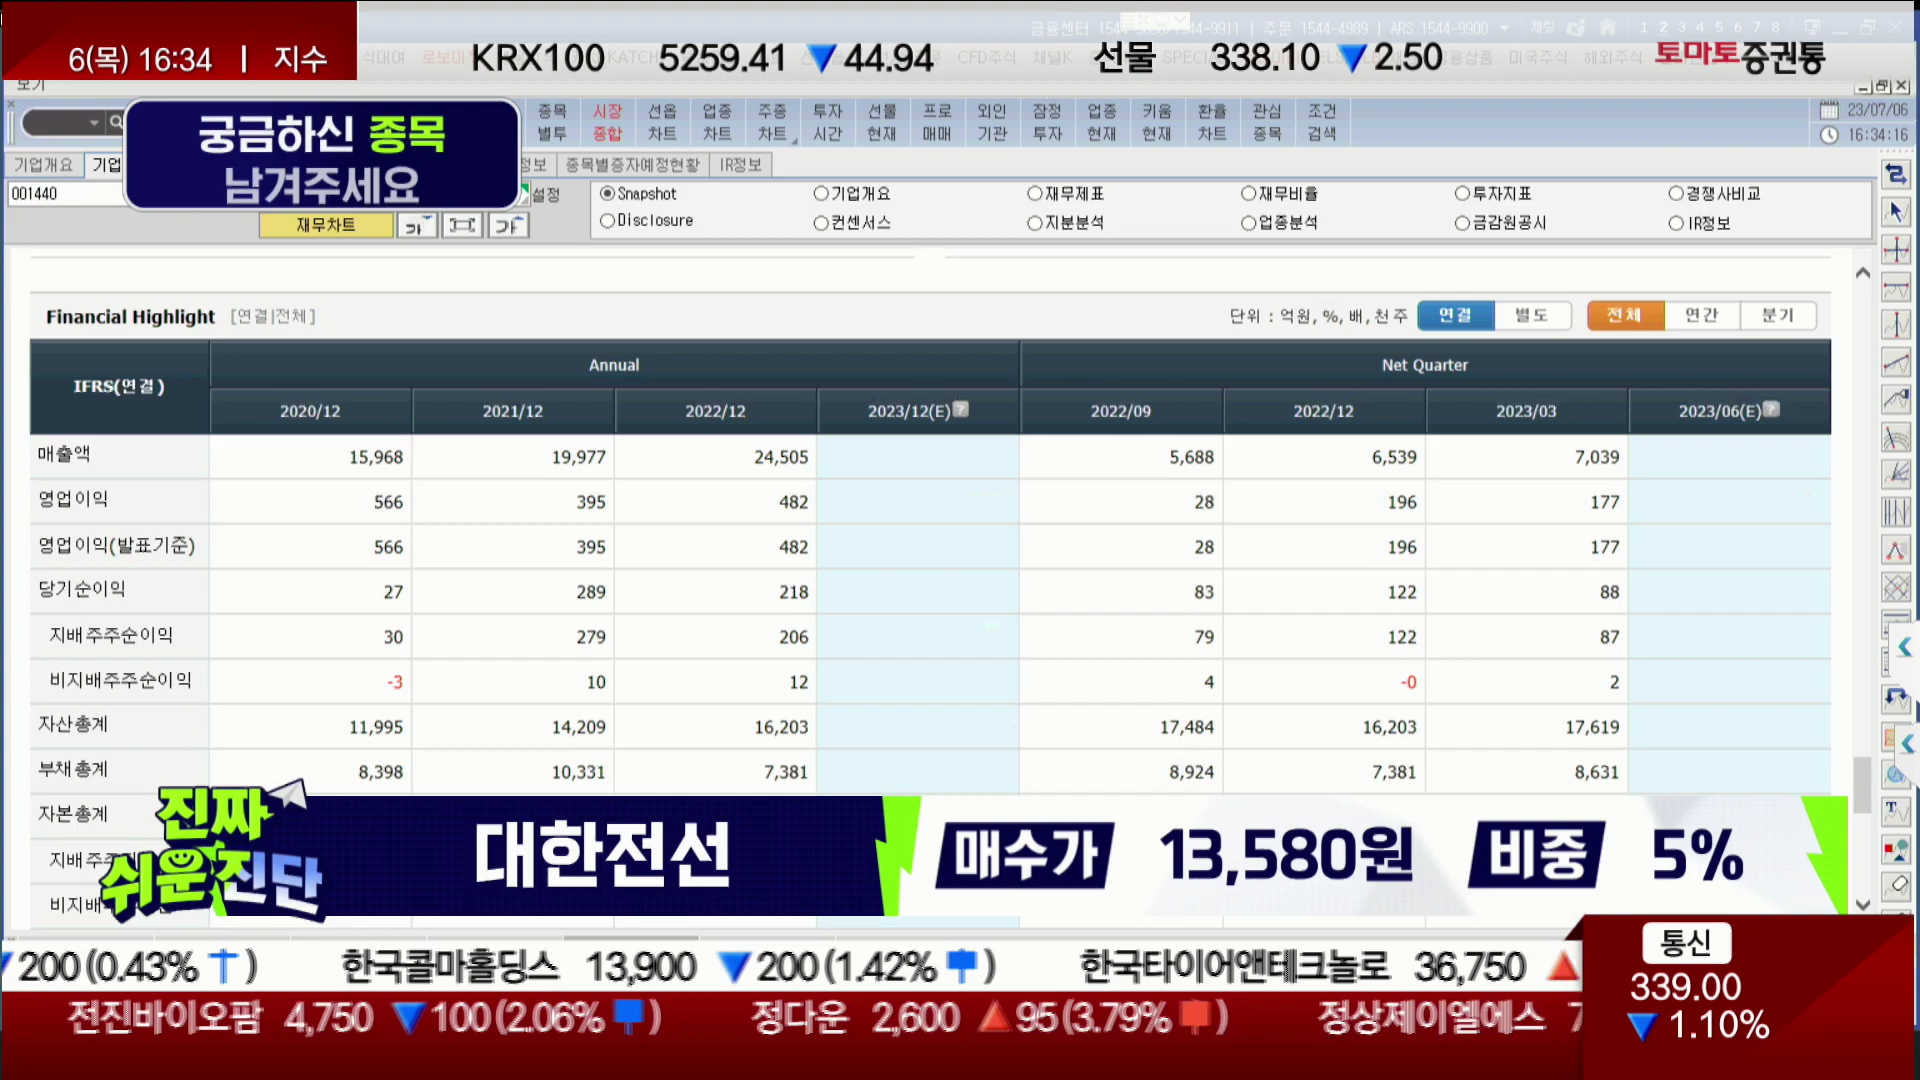 6(목) 16:34 | 지수
KRX100 5259.41 ▼44.94 선물 338.10 ▼2.50
토마토증권통
보기
궁금하신 종목
남겨주세요
종목 시장 선옵 업종 주종 투자 선물 프로 외인 잠정 업종 키움 환율 관심 조건
별투 종합 차트 차트 차트 시간 현재 매매 기관 투자 현재 현재 차트 종목 검색
23/07/06
16:34:16
기업개요 기업 정보 종목별증자예정현황 IR정보
001440 설정
Snapshot 기업개요 재무제표 재무비율 투자지표 경쟁사비교
Disclosure 컨센서스 지분분석 업종분석 금감원공시 IR정보
재무차트 가 가
Financial Highlight [연결|전체]
단위 : 억원, %, 배, 천주 연결 별도 전체 연간 분기
IFRS(연결) Annual Net Quarter
2020/12 2021/12 2022/12 2023/12(E) 2022/09 2022/12 2023/03 2023/06(E)
매출액 15,968 19,977 24,505 5,688 6,539 7,039
영업이익 566 395 482 28 196 177
영업이익(발표기준) 566 395 482 28 196 177
당기순이익 27 289 218 83 122 88
지배주주순이익 30 279 206 79 122 87
비지배주주순이익 -3 10 12 4 -0 2
자산총계 11,995 14,209 16,203 17,484 16,203 17,619
부채총계 8,398 10,331 7,381 8,924 7,381 8,631
자본총계
지배주주
비지배
진짜
쉬운진단
대한전선 매수가 13,580원 비중 5%
▼200(0.43% ) 한국콜마홀딩스 13,900 ▼200(1.42% ) 한국타이어앤테크놀로 36,750 ▲
전진바이오팜 4,750 ▼100(2.06% ) 정다운 2,600 ▲95(3.79% ) 정상제이엘에스 7
통신
339.00
▼1.10%